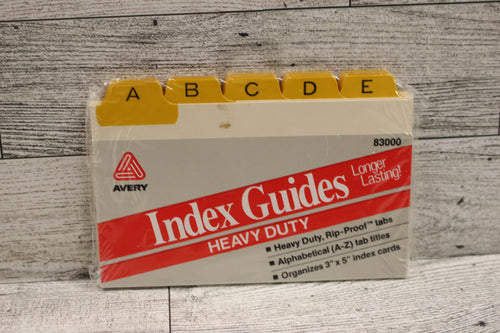 A B C D E
83000
AVERY
Index Guides
Longer
Lasting!
HEAVY DUTY
▪ Heavy Duty, Rip-Proof™ tabs
▪ Alphabetical (A-Z) tab titles
▪ Organizes 3" x 5" index cards